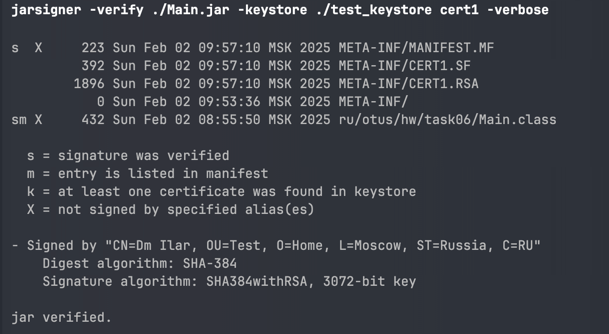 jarsigner -verify ./Main.jar -keystore ./test_keystore cert1 -verbose
s  X     223 Sun Feb 02 09:57:10 MSK 2025 META-INF/MANIFEST.MF
         392 Sun Feb 02 09:57:10 MSK 2025 META-INF/CERT1.SF
        1896 Sun Feb 02 09:57:10 MSK 2025 META-INF/CERT1.RSA
           0 Sun Feb 02 09:53:36 MSK 2025 META-INF/
sm X     432 Sun Feb 02 08:55:50 MSK 2025 ru/otus/hw/task06/Main.class
  s = signature was verified
  m = entry is listed in manifest
  k = at least one certificate was found in keystore
  X = not signed by specified alias(es)
- Signed by "CN=Dm Ilar, OU=Test, O=Home, L=Moscow, ST=Russia, C=RU"
    Digest algorithm: SHA-384
    Signature algorithm: SHA384withRSA, 3072-bit key
jar verified.